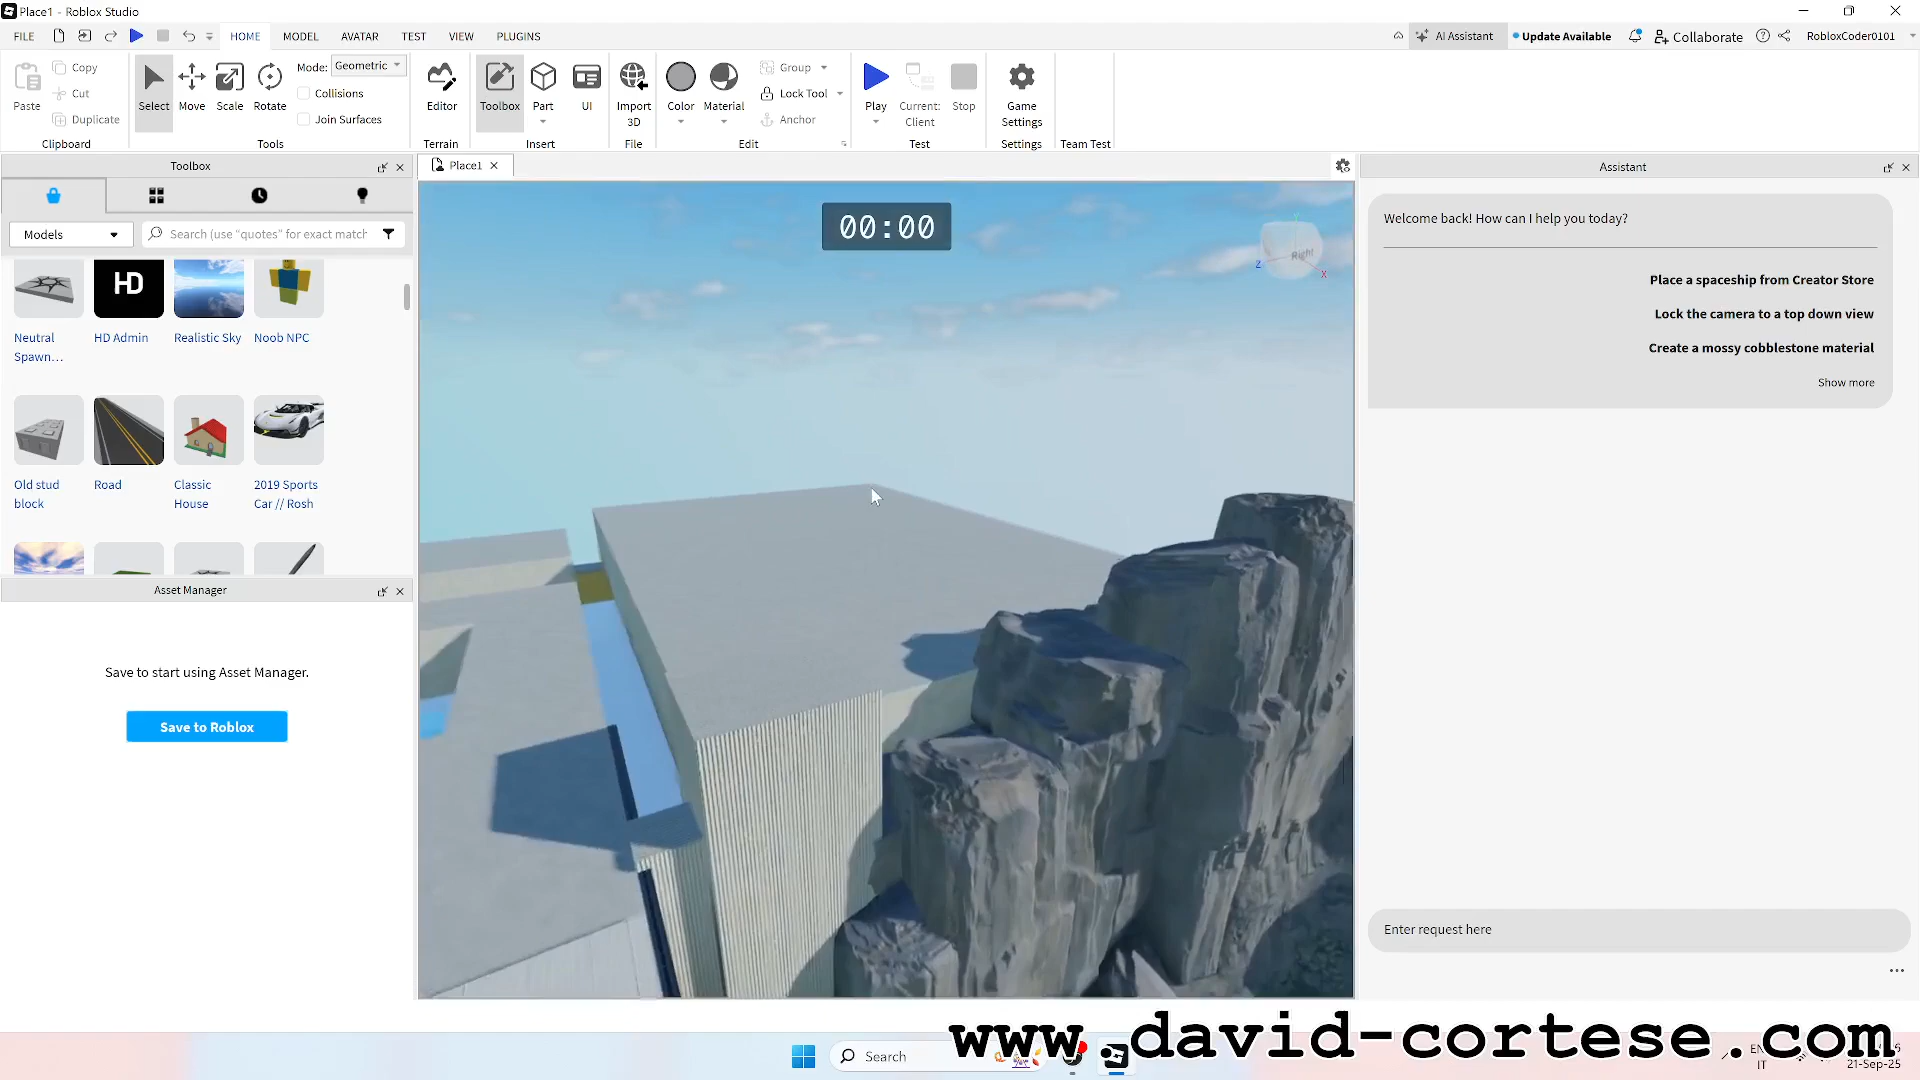 Place1 - Roblox Studio
FILE HOME MODEL AVATAR TEST VIEW PLUGINS
AI Assistant Update Available Collaborate RobloxCoder0101
Paste Copy Cut Duplicate
Clipboard
Select Move Scale Rotate
Mode: Geometric
Collisions
Join Surfaces
Tools
Editor
Terrain
Toolbox Part UI
Insert
Import 3D
File
Color Material
Group
Lock Tool
Anchor
Edit
Play Current: Client Stop
Test
Game Settings
Settings
Team Test
Toolbox
Models
Search (use “quotes” for exact match
HD
Neutral Spawn...
HD Admin
Realistic Sky
Noob NPC
Old stud block
Road
Classic House
2019 Sports Car // Rosh
Asset Manager
Save to start using Asset Manager.
Save to Roblox
Place1
00:00
Right
Z
X
Assistant
Welcome back! How can I help you today?
Place a spaceship from Creator Store
Lock the camera to a top down view
Create a mossy cobblestone material
Show more
Enter request here
www.david-cortese.com
Search
IT
21-Sep-25